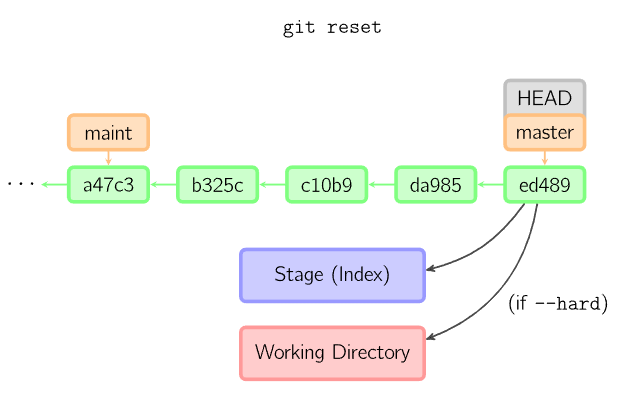 git reset
HEAD
maint
master
... a47c3 b325c c10b9 da985 ed489
Stage (Index)
(if --hard)
Working Directory